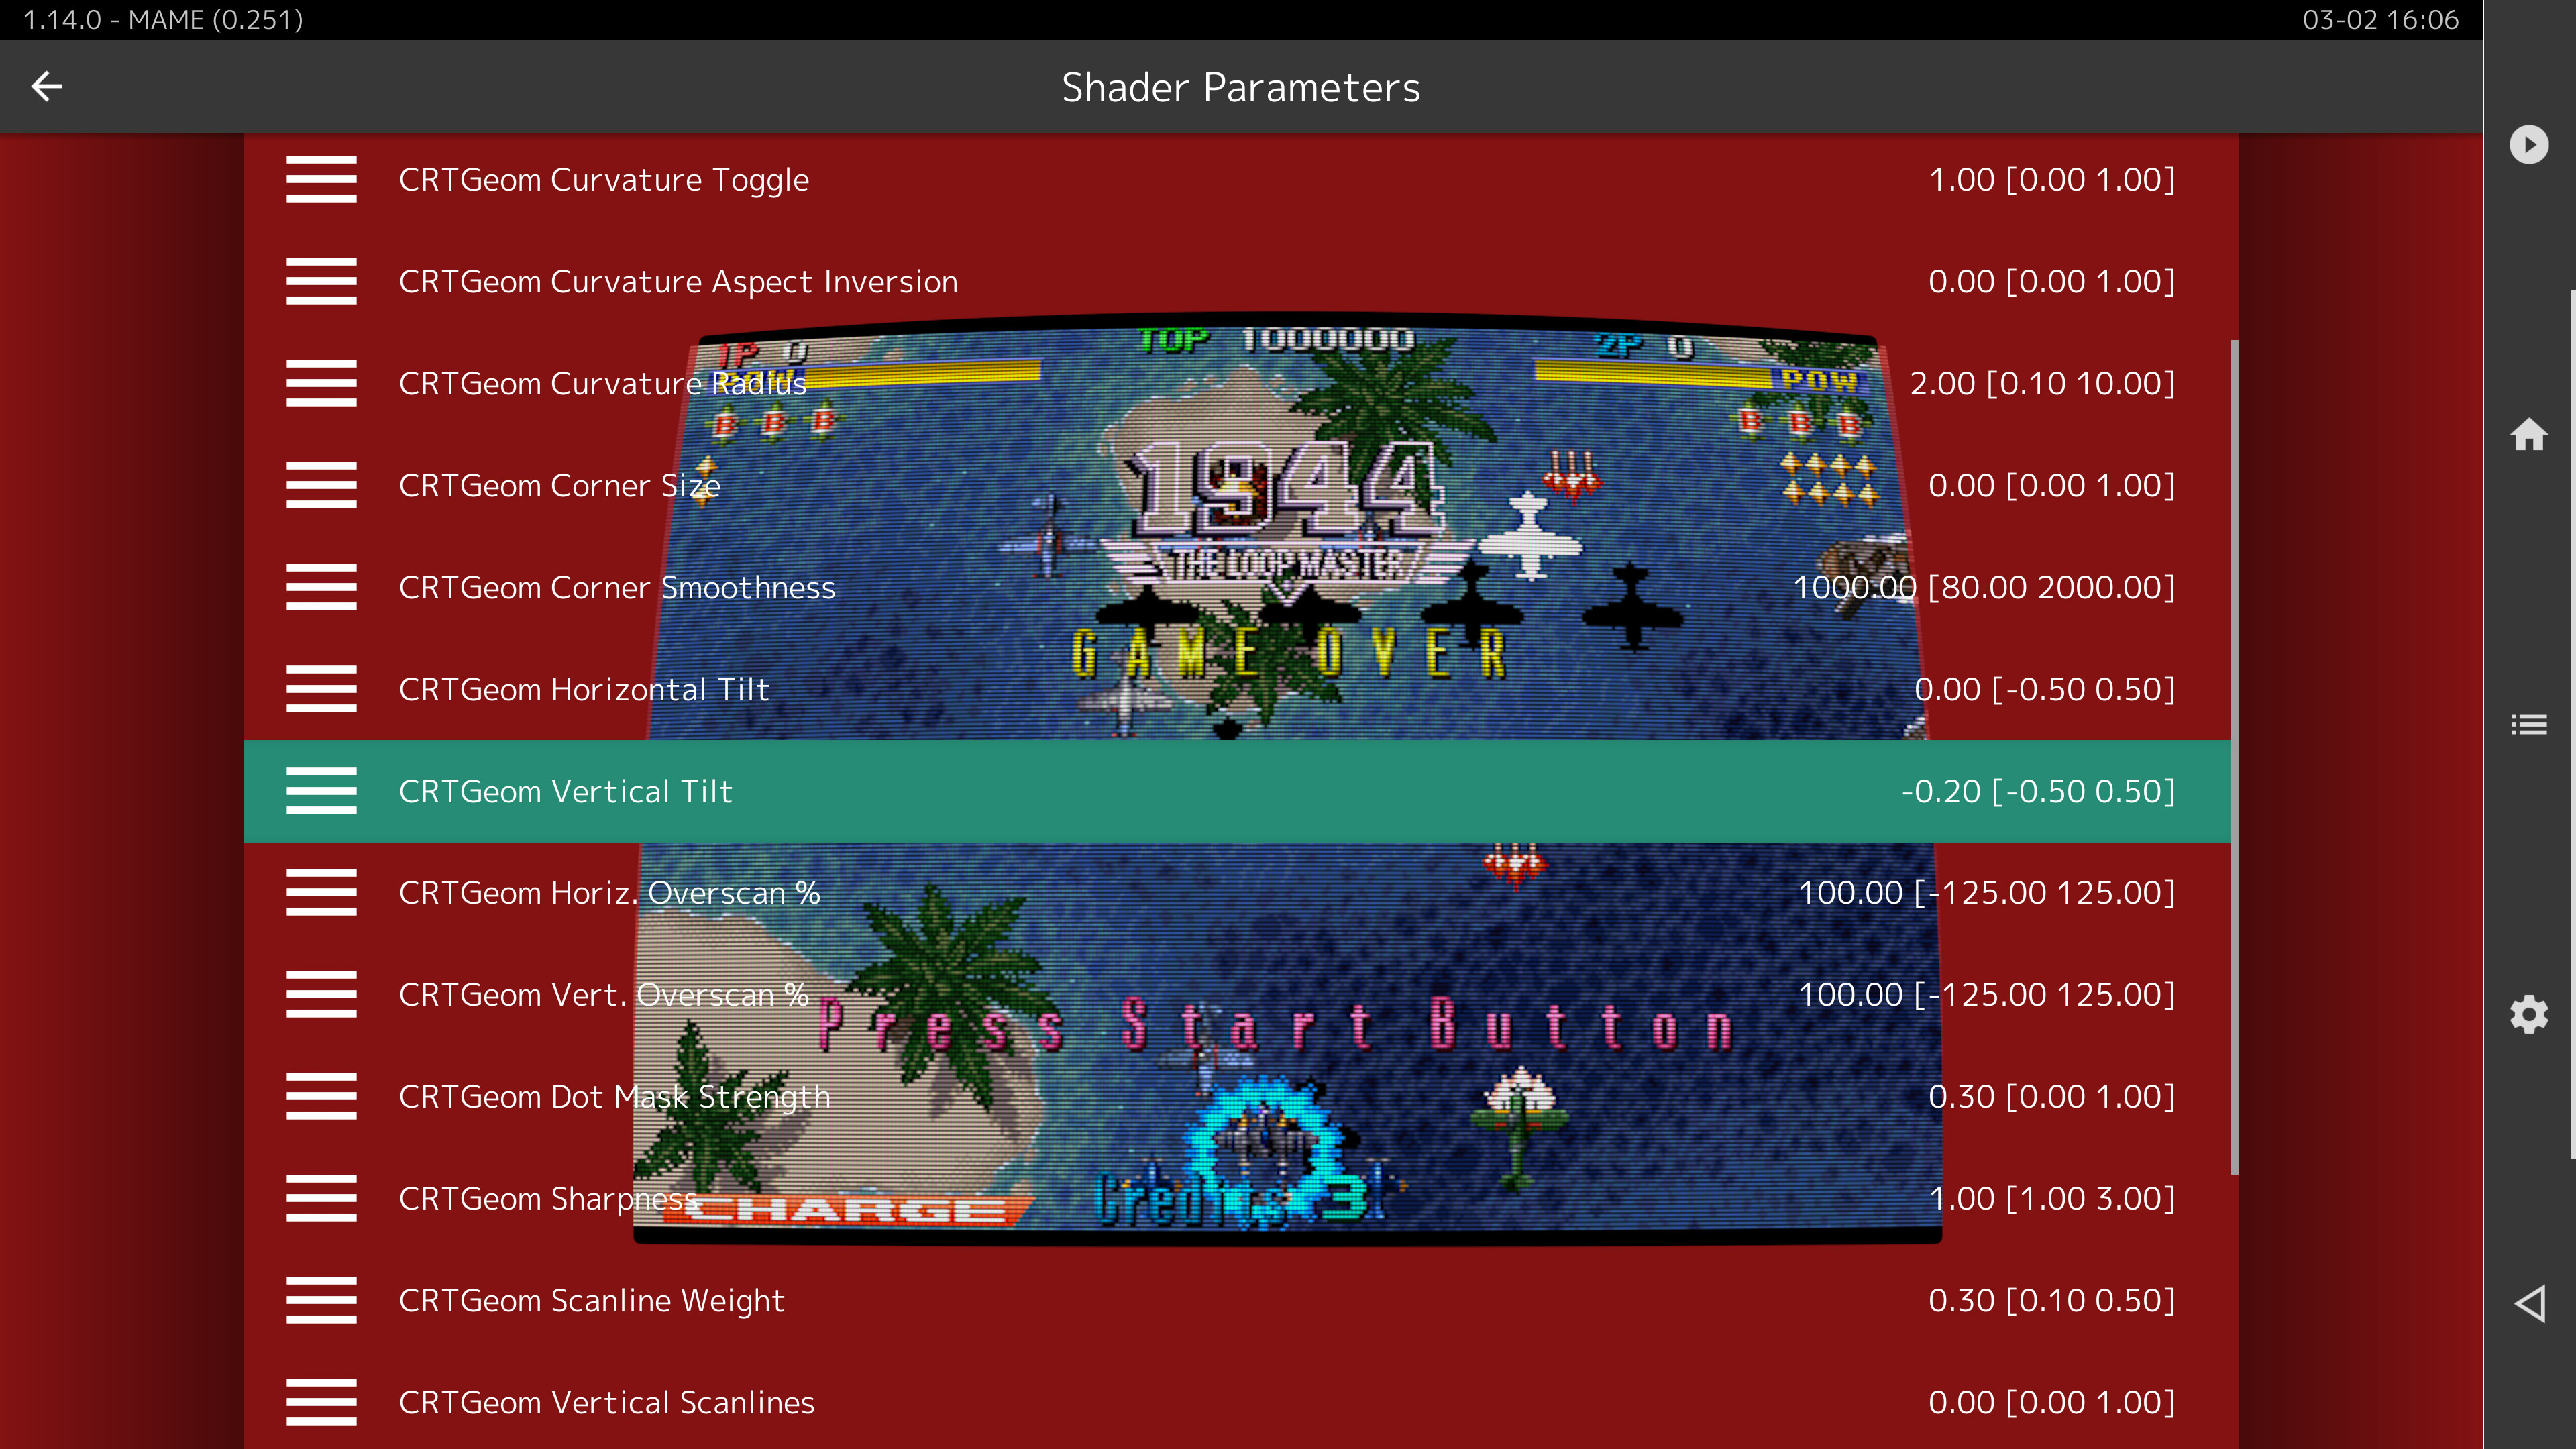 1.14.0 - MAME (0.251) 03-02 16:06
Shader Parameters
CRTGeom Curvature Toggle 1.00 [0.00 1.00]
CRTGeom Curvature Aspect Inversion 0.00 [0.00 1.00]
1P 0 TOP 1000000 2P 0
POW POW
CRTGeom Curvature Radius 2.00 [0.10 10.00]
B B B B B B
1944
CRTGeom Corner Size 0.00 [0.00 1.00]
THE LOOP MASTER
CRTGeom Corner Smoothness 1000.00 [80.00 2000.00]
GAME OVER
CRTGeom Horizontal Tilt 0.00 [-0.50 0.50]
CRTGeom Vertical Tilt -0.20 [-0.50 0.50]
CRTGeom Horiz. Overscan % 100.00 [-125.00 125.00]
CRTGeom Vert. Overscan % 100.00 [-125.00 125.00]
Press Start Button
CRTGeom Dot Mask Strength 0.30 [0.00 1.00]
CRTGeom Sharpness 1.00 [1.00 3.00]
CHARGE Credits 3
CRTGeom Scanline Weight 0.30 [0.10 0.50]
CRTGeom Vertical Scanlines 0.00 [0.00 1.00]